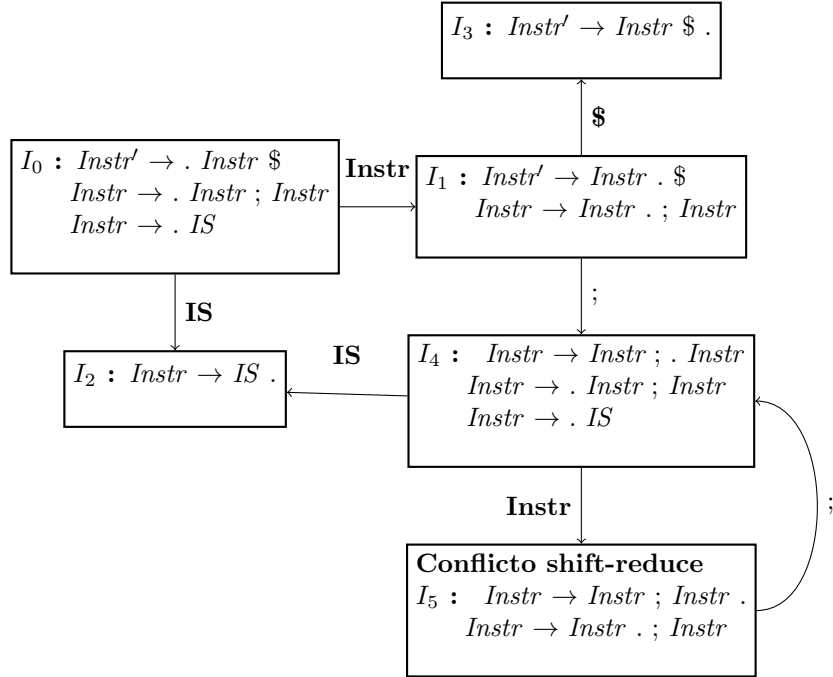 I₃ : Instr′ → Instr $ .
$
I₀ : Instr′ → . Instr $
Instr → . Instr ; Instr
Instr → . IS
Instr
I₁ : Instr′ → Instr . $
Instr → Instr . ; Instr
IS
;
I₂ : Instr → IS .
IS
I₄ : Instr → Instr ; . Instr
Instr → . Instr ; Instr
Instr → . IS
Instr
;
Conflicto shift-reduce
I₅ : Instr → Instr ; Instr .
Instr → Instr . ; Instr